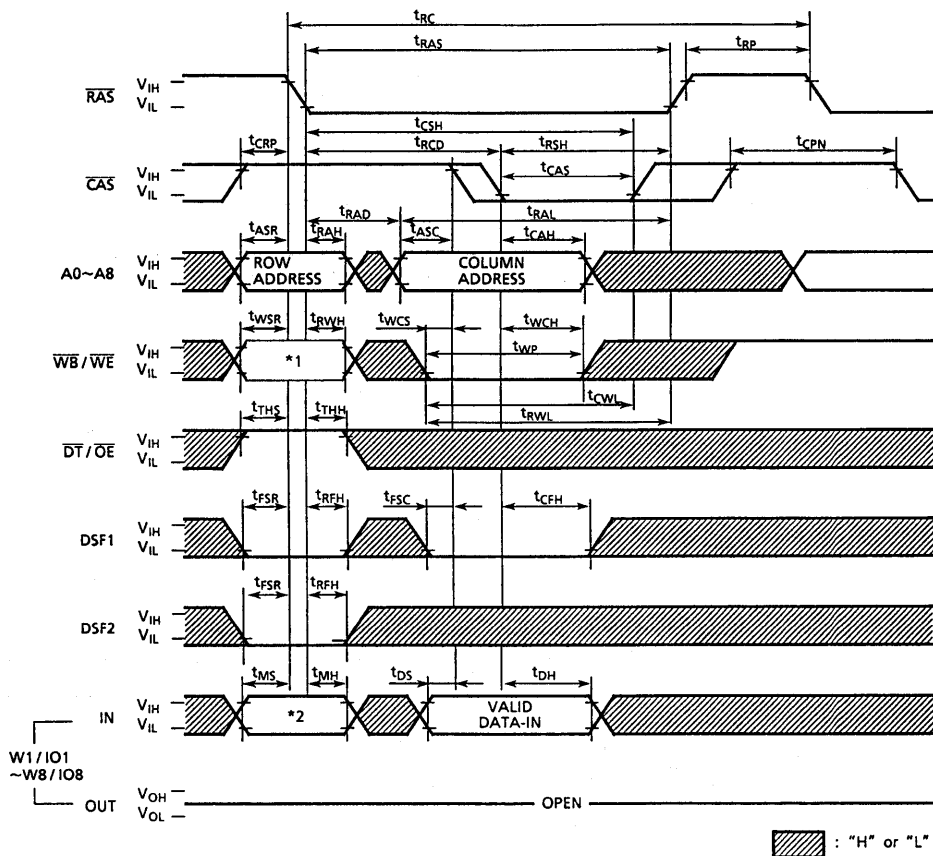 tRC
tRAS
tRP
RAS VIH
VIL
tCSH
tCRP tRCD tRSH tCPN
CAS VIH
VIL
tCAS
tRAD tRAL
tASR tRAH tASC tCAH
A0~A8 VIH
VIL
ROW ADDRESS
COLUMN ADDRESS
tWSR tRWH tWCS tWCH
WB / WE VIH
VIL
*1
tWP
tCWL
tTHS tTHH tRWL
DT / OE VIH
VIL
tFSR tRFH tFSC tCFH
DSF1 VIH
VIL
tFSR tRFH
DSF2 VIH
VIL
tMS tMH tDS tDH
IN VIH
VIL
*2
VALID DATA-IN
W1 / IO1
~W8 / IO8
OUT VOH
VOL
OPEN
: "H" or "L"